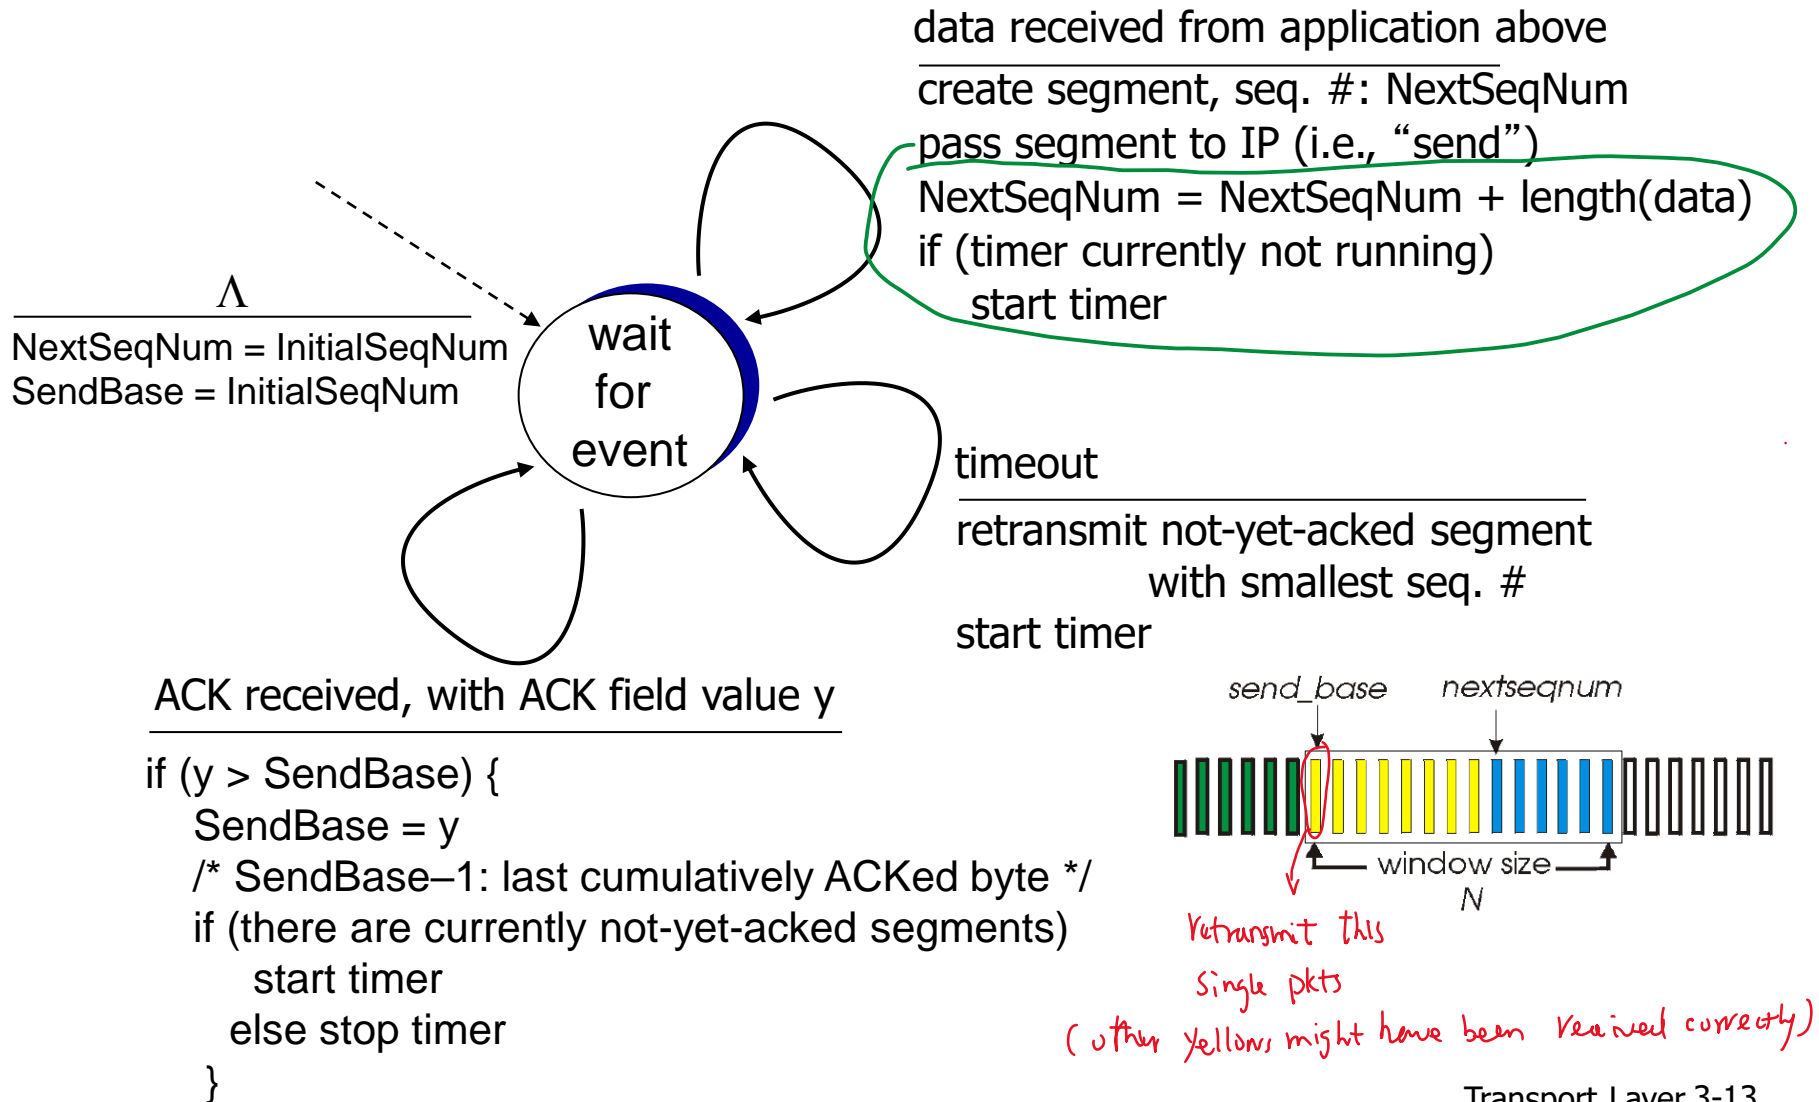 data received from application above
create segment, seq. #: NextSeqNum
pass segment to IP (i.e., “send”)
NextSeqNum = NextSeqNum + length(data)
if (timer currently not running)
start timer
Λ
NextSeqNum = InitialSeqNum
SendBase = InitialSeqNum
wait
for
event
timeout
retransmit not-yet-acked segment
with smallest seq. #
start timer
ACK received, with ACK field value y
if (y > SendBase) {
SendBase = y
/* SendBase–1: last cumulatively ACKed byte */
if (there are currently not-yet-acked segments)
start timer
else stop timer
}
send_base nextseqnum
window size
N
retransmit this
single pkts
(other yellows might have been received correctly)
Transport Layer 3-13